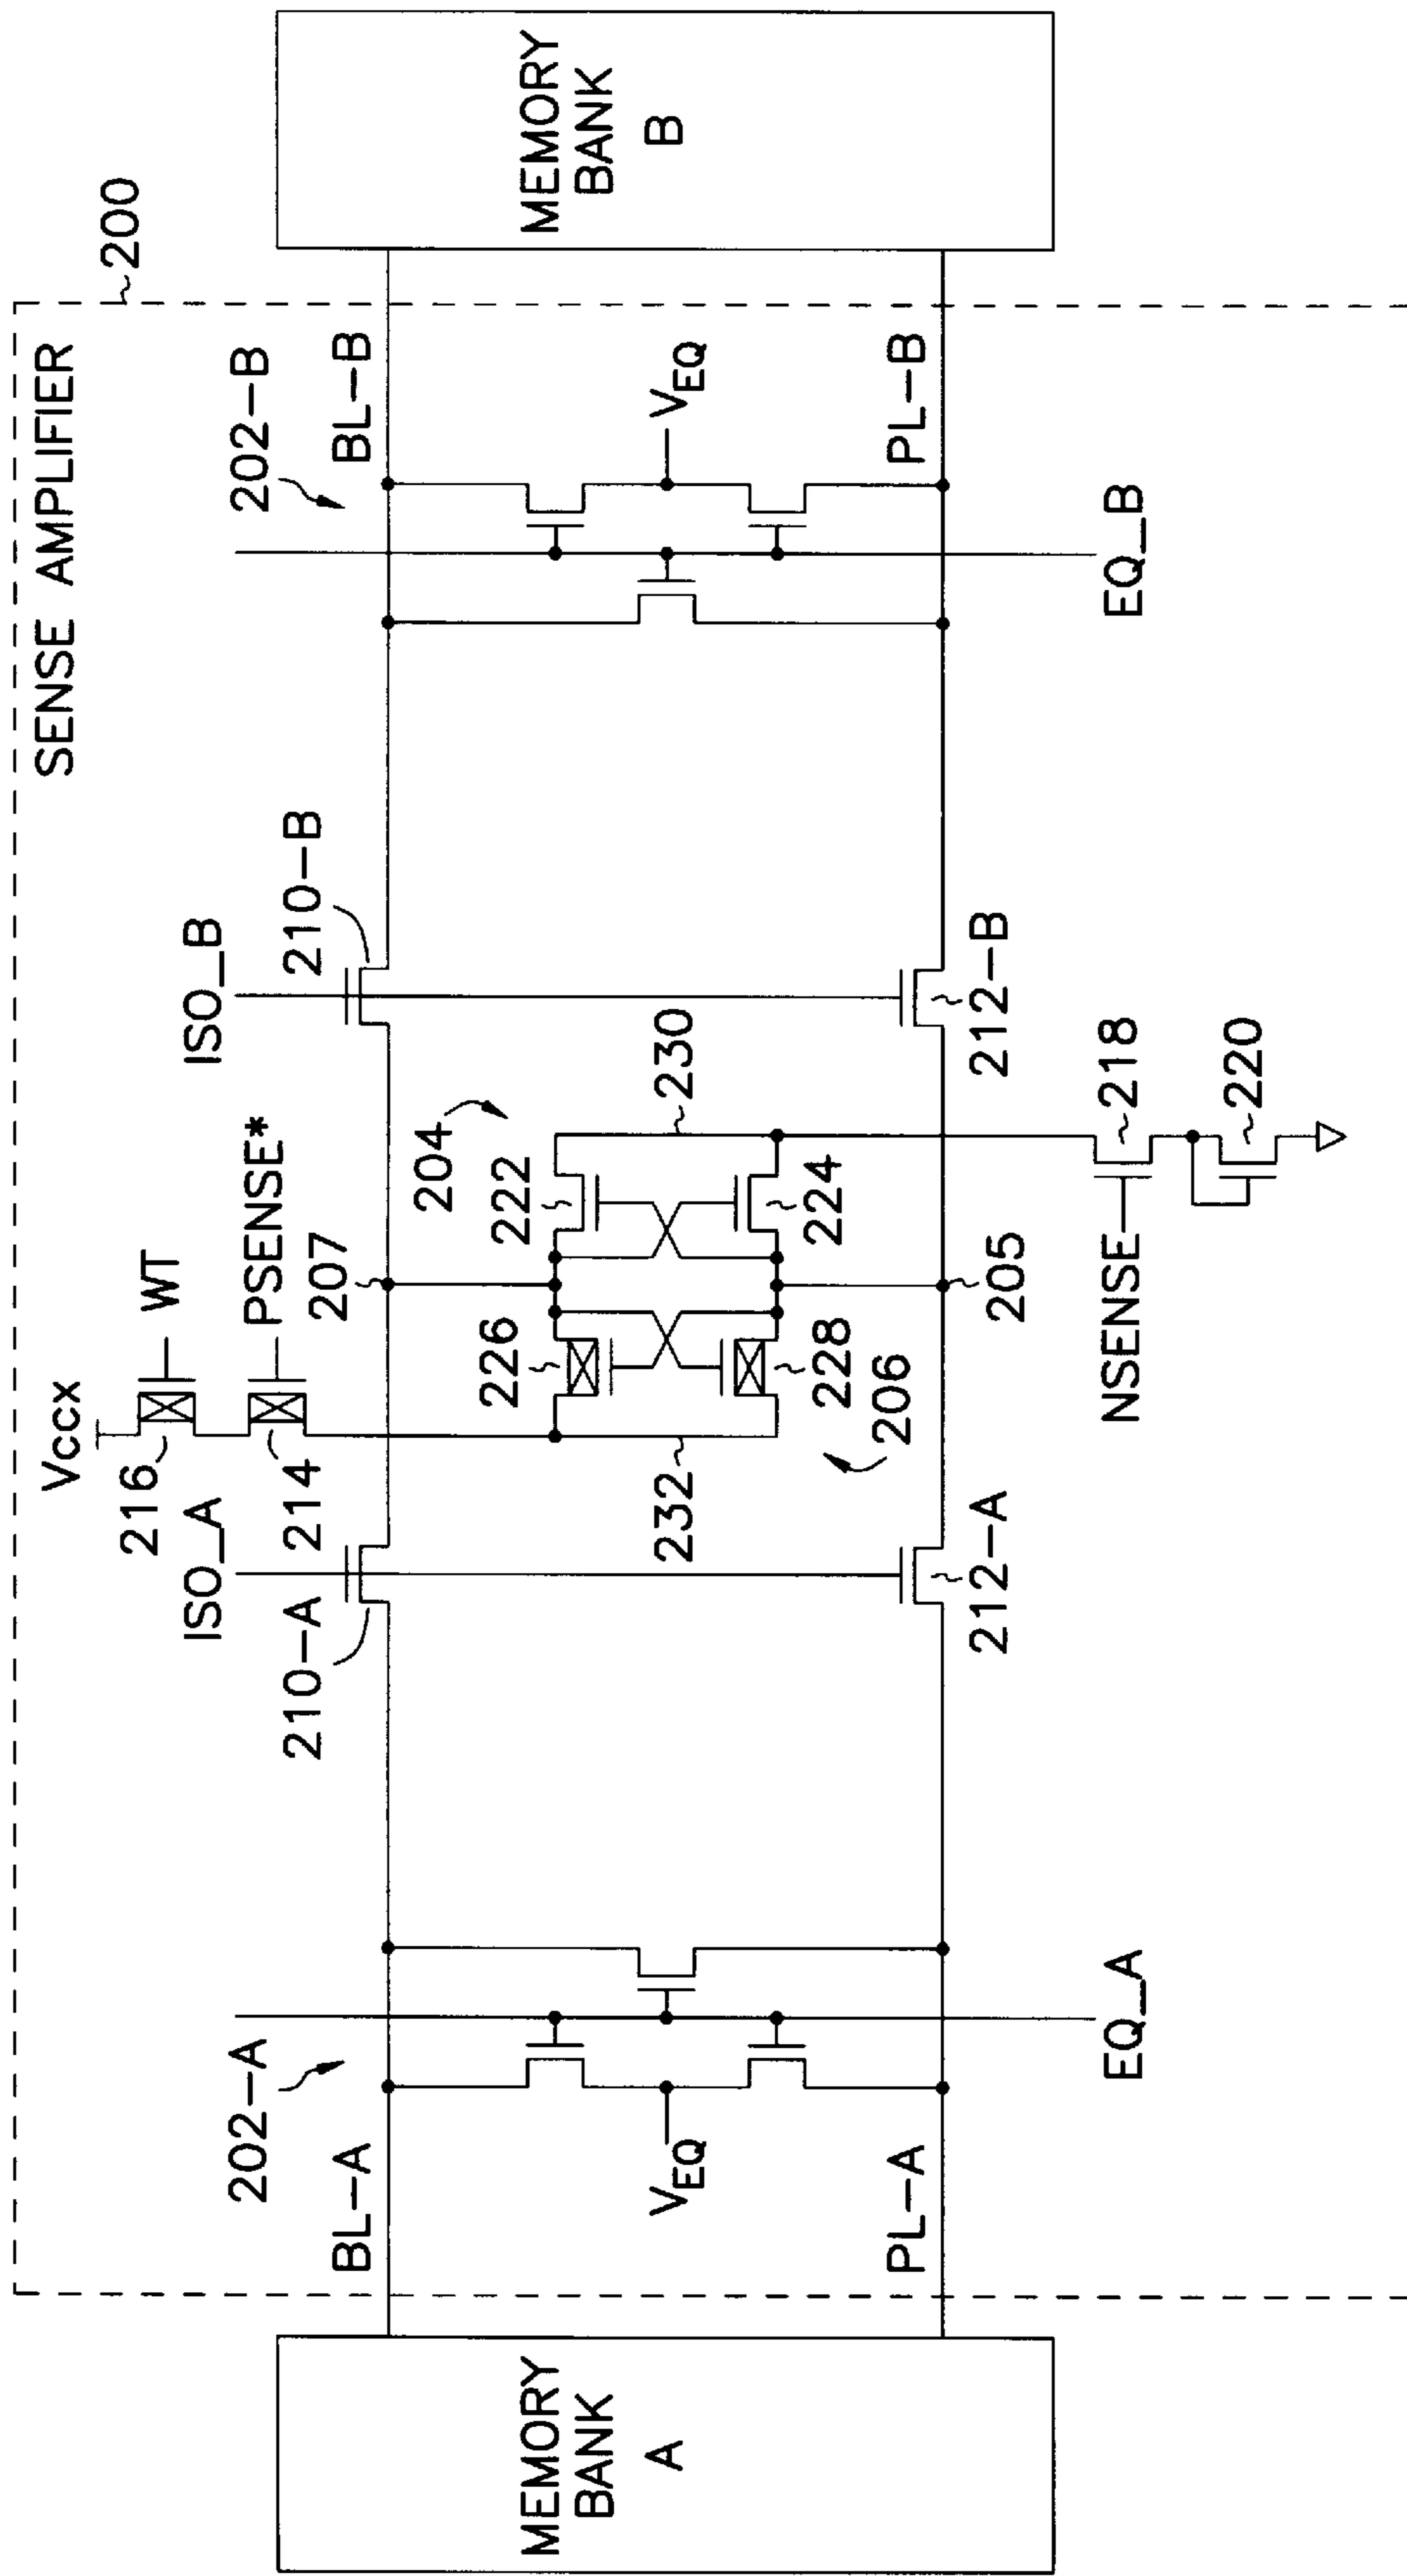 SENSE AMPLIFIER
200
Vccx
WT
216
PSENSE*
214
ISO_A
ISO_B
202-A
202-B
210-A
210-B
207
BL-A
BL-B
204
222
226
230
MEMORY
BANK
A
MEMORY
BANK
B
VEQ
VEQ
232
224
228
206
PL-A
PL-B
212-A
212-B
205
EQ_A
EQ_B
NSENSE
218
220